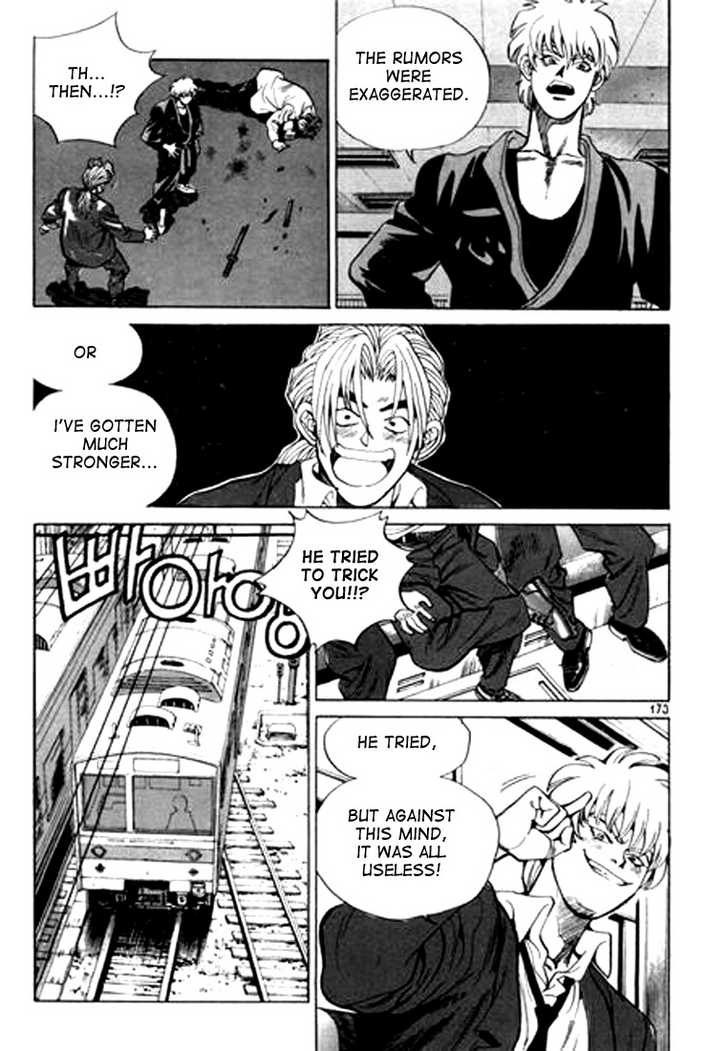 TH...
THEN...!?
THE RUMORS
WERE
EXAGGERATED.
OR
I'VE GOTTEN
MUCH
STRONGER...
빠아앙
HE TRIED
TO TRICK
YOU!!?
173
HE TRIED,
BUT AGAINST
THIS MIND,
IT WAS ALL
USELESS!